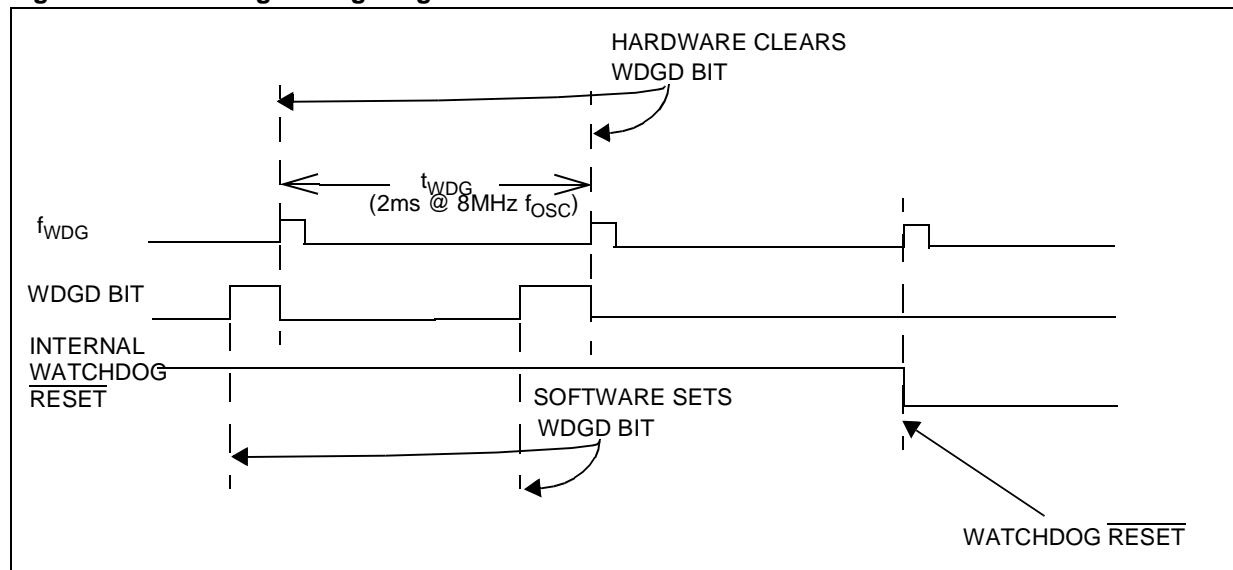 HARDWARE CLEARS
WDGD BIT
tWDG
(2ms @ 8MHz fOSC)
fWDG
WDGD BIT
INTERNAL
WATCHDOG
RESET
SOFTWARE SETS
WDGD BIT
WATCHDOG RESET